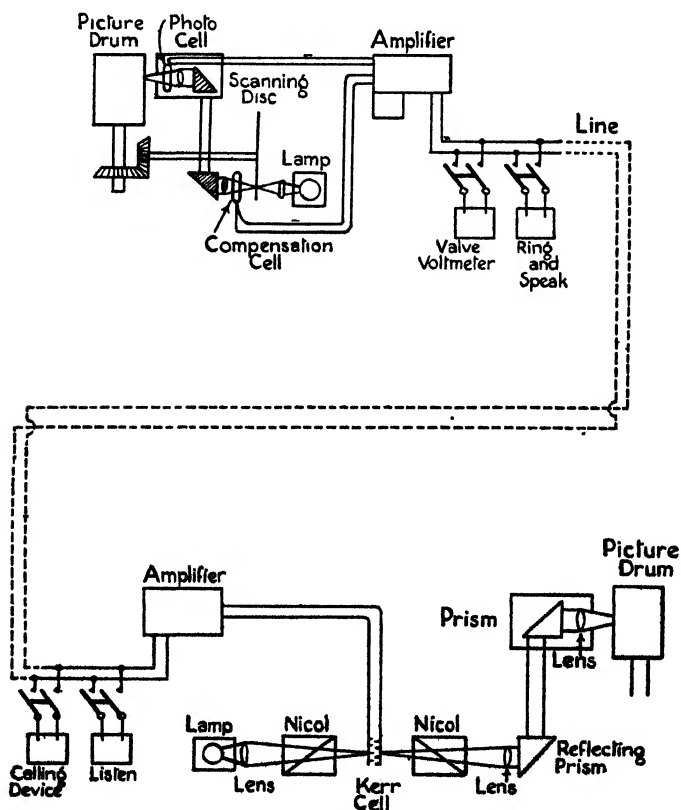 Picture
Drum
Photo
Cell
Scanning
Disc
Amplifier
Lamp
Line
Compensation
Cell
Valve
Voltmeter
Ring
and
Speak
Amplifier
Picture
Drum
Prism
Lens
Lamp
Nicol
Nicol
Lens
Kerr
Cell
Lens
Reflecting
Prism
Calling
Device
Listen